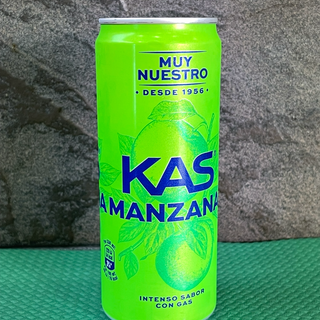 MUY
NUESTRO
• DESDE 1956 •
KAS
A MANZANA
INTENSO SABOR
CON GAS